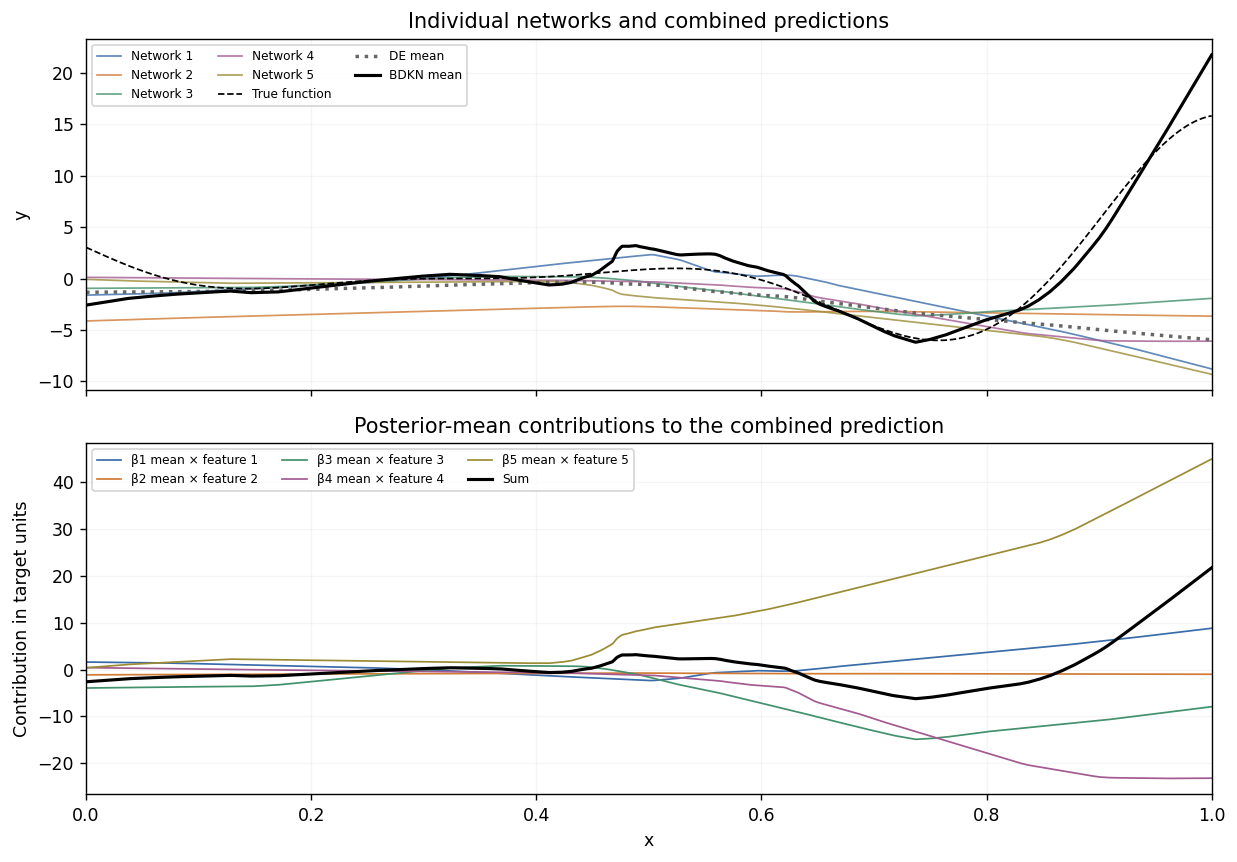 Individual networks and combined predictions
Network 1
Network 2
Network 3
Network 4
Network 5
True function
DE mean
BDKN mean
20
15
10
5
0
−5
−10
y
Posterior-mean contributions to the combined prediction
β1 mean × feature 1
β2 mean × feature 2
β3 mean × feature 3
β4 mean × feature 4
β5 mean × feature 5
Sum
40
30
20
10
0
−10
−20
Contribution in target units
0.0
0.2
0.4
0.6
0.8
1.0
x